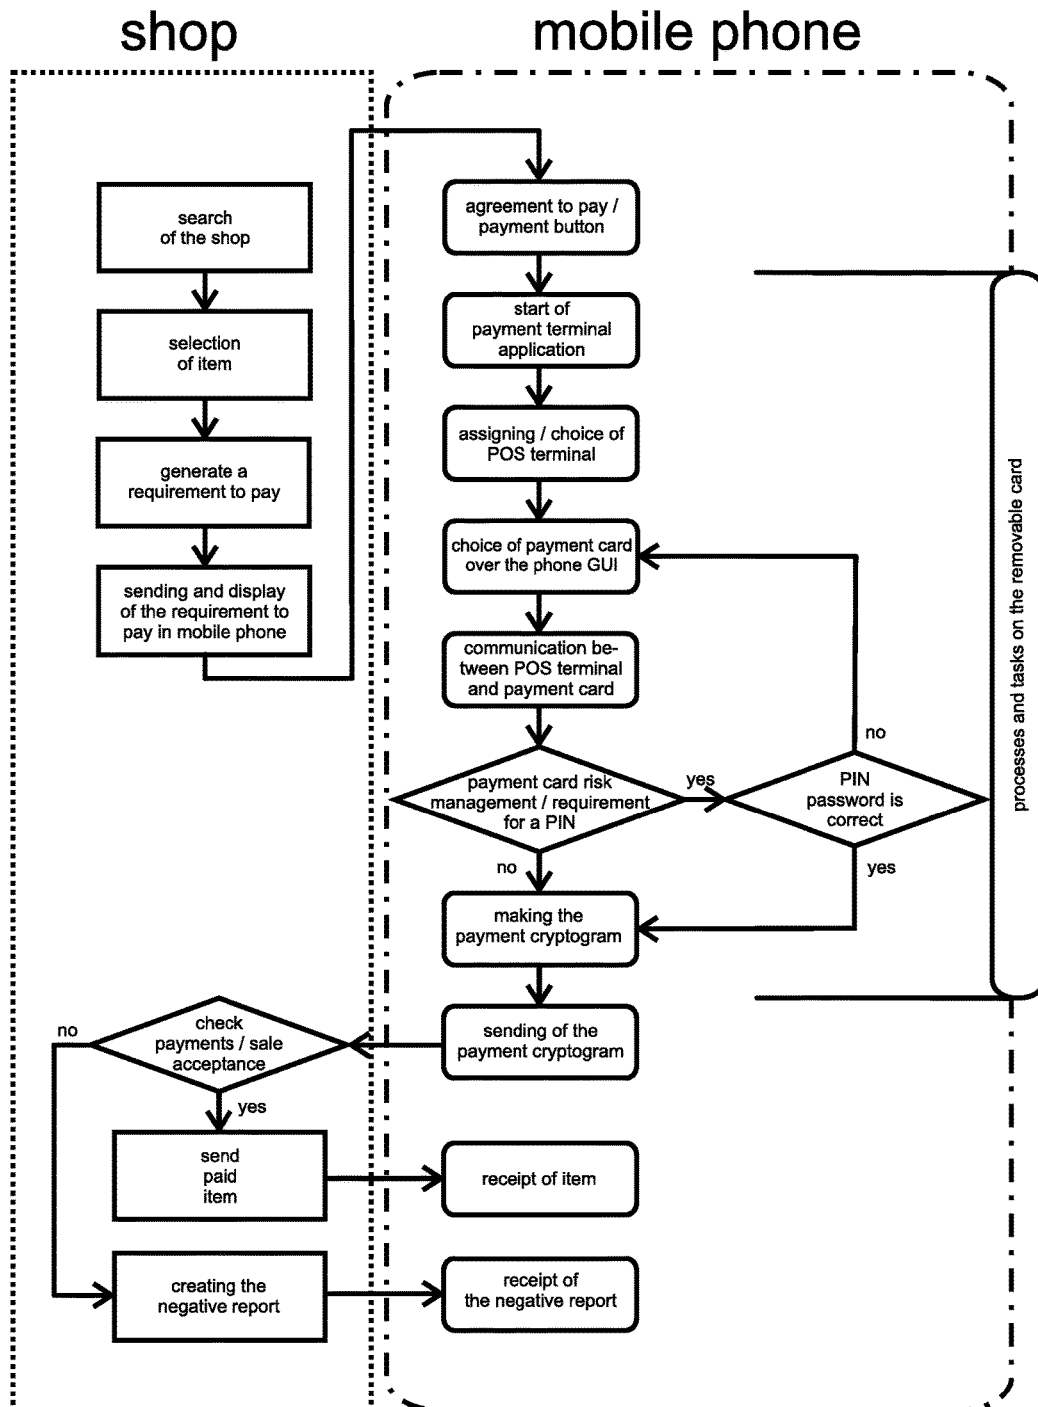 shop
mobile phone
search
of the shop
selection
of item
generate a
requirement to pay
sending and display
of the requirement to
pay in mobile phone
agreement to pay /
payment button
start of
payment terminal
application
assigning / choice of
POS terminal
choice of payment card
over the phone GUI
communication be-
tween POS terminal
and payment card
payment card risk
management / requirement
for a PIN
yes
no
PIN
password is
correct
no
yes
making the
payment cryptogram
sending of the
payment cryptogram
processes and tasks on the removable card
check
payments / sale
acceptance
no
yes
send
paid
item
receipt of item
creating the
negative report
receipt of
the negative report